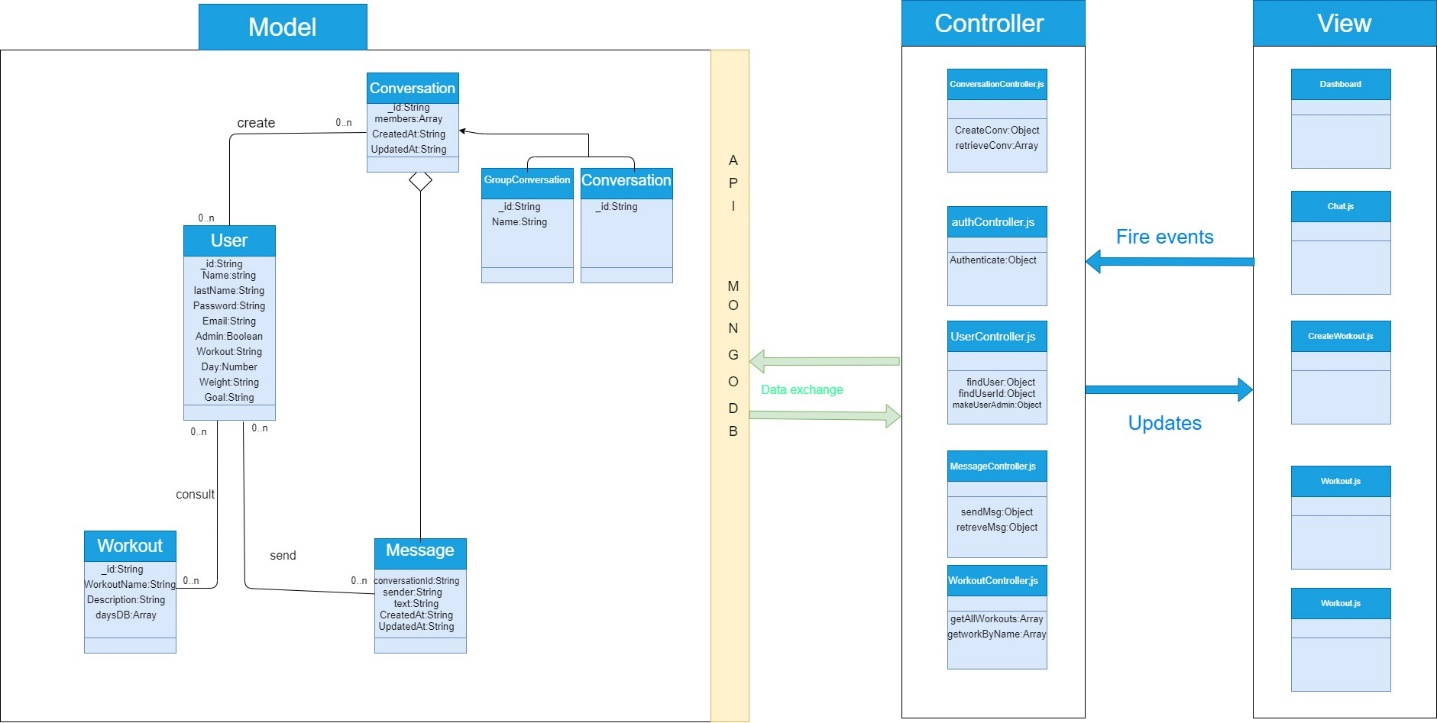 Model
Conversation
_id:String
members:Array
CreatedAt:String
UpdatedAt:String
create
0..n
0..n
GroupConversation
_id:String
Name:String
Conversation
_id:String
User
_id:String
Name:string
lastName:String
Password:String
Email:String
Admin:Boolean
Workout:String
Day:Number
Weight:String
Goal:String
0..n
0..n
consult
send
Workout
_id:String
WorkoutName:String
Description:String
daysDB:Array
0..n
0..n
Message
conversationId:String
sender:String
text:String
CreatedAt:String
UpdatedAt:String
A
P
I
M
O
N
G
O
D
B
Data exchange
Controller
ConversationController.js
CreateConv:Object
retrieveConv:Array
authController.js
Authenticate:Object
UserController.js
findUser:Object
findUserId:Object
makeUserAdmin:Object
MessageController.js
sendMsg:Object
retreveMsg:Object
WorkoutController.js
getAllWorkouts:Array
getworkByName:Array
Fire events
Updates
View
Dashboard
Chat.js
CreateWorkout.js
Workout.js
Workout.js